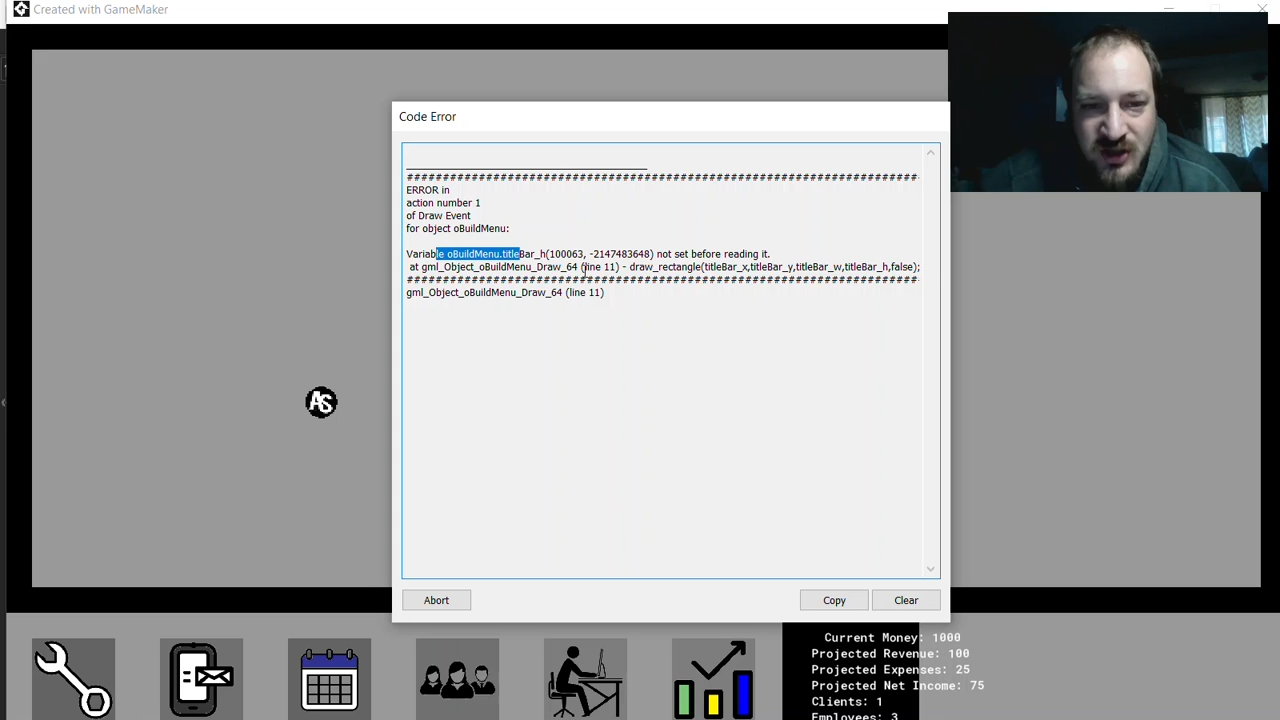 Created with GameMaker
Code Error
############################################################################
ERROR in
action number 1
of Draw Event
for object oBuildMenu:
Variable oBuildMenu.titleBar_h(100063, -2147483648) not set before reading it.
at gml_Object_oBuildMenu_Draw_64 (line 11) - draw_rectangle(titleBar_x,titleBar_y,titleBar_w,titleBar_h,false);
############################################################################
gml_Object_oBuildMenu_Draw_64 (line 11)
AS
Abort
Copy
Clear
Current Money: 1000
Projected Revenue: 100
Projected Expenses: 25
Projected Net Income: 75
Clients: 1
Employees: 3